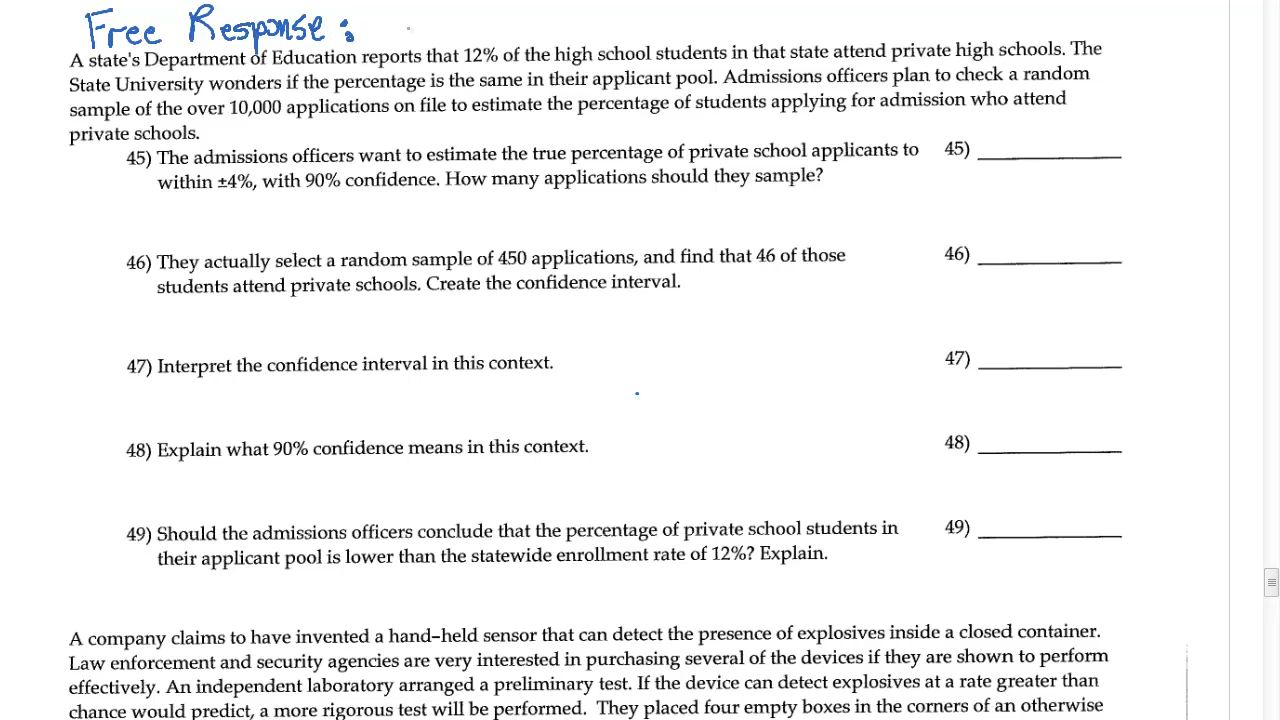 Free Response:
A state's Department of Education reports that 12% of the high school students in that state attend private high schools. The
State University wonders if the percentage is the same in their applicant pool. Admissions officers plan to check a random
sample of the over 10,000 applications on file to estimate the percentage of students applying for admission who attend
private schools.
45) The admissions officers want to estimate the true percentage of private school applicants to 45) ____________
within ±4%, with 90% confidence. How many applications should they sample?
46) They actually select a random sample of 450 applications, and find that 46 of those 46) ____________
students attend private schools. Create the confidence interval.
47) Interpret the confidence interval in this context. 47) ____________
48) Explain what 90% confidence means in this context. 48) ____________
49) Should the admissions officers conclude that the percentage of private school students in 49) ____________
their applicant pool is lower than the statewide enrollment rate of 12%? Explain.
A company claims to have invented a hand-held sensor that can detect the presence of explosives inside a closed container.
Law enforcement and security agencies are very interested in purchasing several of the devices if they are shown to perform
effectively. An independent laboratory arranged a preliminary test. If the device can detect explosives at a rate greater than
chance would predict, a more rigorous test will be performed. They placed four empty boxes in the corners of an otherwise